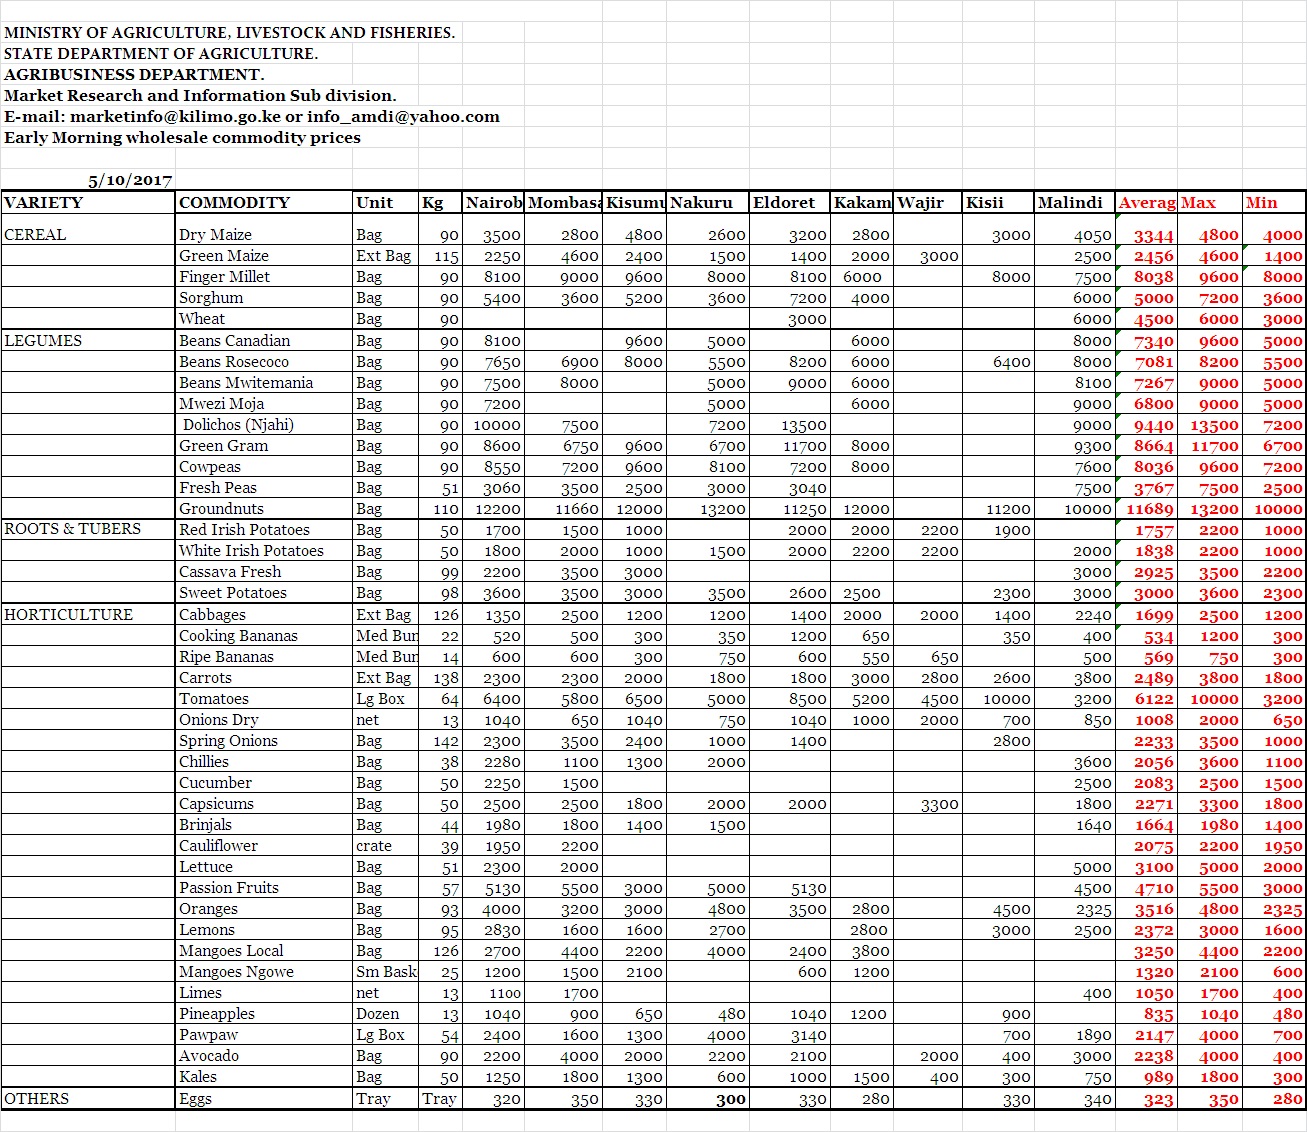 MINISTRY OF AGRICULTURE, LIVESTOCK AND FISHERIES.
STATE DEPARTMENT OF AGRICULTURE.
AGRIBUSINESS DEPARTMENT.
Market Research and Information Sub division.
E-mail: marketinfo@kilimo.go.ke or info_amdi@yahoo.com
Early Morning wholesale commodity prices
5/10/2017
VARIETY COMMODITY Unit Kg Nairob Mombasa Kisumu Nakuru Eldoret Kakam Wajir Kisii Malindi Averag Max Min
CEREAL Dry Maize Bag 90 3500 2800 4800 2600 3200 2800 3000 4050 3344 4800 4000
Green Maize Ext Bag 115 2250 4600 2400 1500 1400 2000 3000 2500 2456 4600 1400
Finger Millet Bag 90 8100 9000 9600 8000 8100 6000 8000 7500 8038 9600 8000
Sorghum Bag 90 5400 3600 5200 3600 7200 4000 6000 5000 7200 3600
Wheat Bag 90 3000 6000 4500 6000 3000
LEGUMES Beans Canadian Bag 90 8100 9600 5000 6000 8000 7340 9600 5000
Beans Rosecoco Bag 90 7650 6900 8000 5500 8200 6000 6400 8000 7081 8200 5500
Beans Mwitemania Bag 90 7500 8000 5000 9000 6000 8100 7267 9000 5000
Mwezi Moja Bag 90 7200 5000 6000 9000 6800 9000 5000
Dolichos (Njahi) Bag 90 10000 7500 7200 13500 9000 9440 13500 7200
Green Gram Bag 90 8600 6750 9600 6700 11700 8000 9300 8664 11700 6700
Cowpeas Bag 90 8550 7200 9600 8100 7200 8000 7600 8036 9600 7200
Fresh Peas Bag 51 3060 3500 2500 3000 3040 7500 3767 7500 2500
Groundnuts Bag 110 12200 11660 12000 13200 11250 12000 11200 10000 11689 13200 10000
ROOTS & TUBERS Red Irish Potatoes Bag 50 1700 1500 1000 2000 2000 2200 1900 1757 2200 1000
White Irish Potatoes Bag 50 1800 2000 1000 1500 2000 2200 2200 2000 1838 2200 1000
Cassava Fresh Bag 99 2200 3500 3000 3000 2925 3500 2200
Sweet Potatoes Bag 98 3600 3500 3000 3500 2600 2500 2300 3000 3000 3600 2300
HORTICULTURE Cabbages Ext Bag 126 1350 2500 1200 1200 1400 2000 2000 1400 2240 1699 2500 1200
Cooking Bananas Med Bun 22 520 500 300 350 1200 650 350 400 534 1200 300
Ripe Bananas Med Bun 14 600 600 300 750 600 550 650 500 569 750 300
Carrots Ext Bag 138 2300 2300 2000 1800 1800 3000 2800 2600 3800 2489 3800 1800
Tomatoes Lg Box 64 6400 5800 6500 5000 8500 5200 4500 10000 3200 6122 10000 3200
Onions Dry net 13 1040 650 1040 750 1040 1000 2000 700 850 1008 2000 650
Spring Onions Bag 142 2300 3500 2400 1000 1400 2800 2233 3500 1000
Chillies Bag 38 2280 1100 1300 2000 3600 2056 3600 1100
Cucumber Bag 50 2250 1500 2500 2083 2500 1500
Capsicums Bag 50 2500 2500 1800 2000 2000 3300 1800 2271 3300 1800
Brinjals Bag 44 1980 1800 1400 1500 1640 1664 1980 1400
Cauliflower crate 39 1950 2200 2075 2200 1950
Lettuce Bag 51 2300 2000 5000 3100 5000 2000
Passion Fruits Bag 57 5130 5500 3000 5000 5130 4500 4710 5500 3000
Oranges Bag 93 4000 3200 3000 4800 3500 2800 4500 2325 3516 4800 2325
Lemons Bag 95 2830 1600 1600 2700 2800 3000 2500 2372 3000 1600
Mangoes Local Bag 126 2700 4400 2200 4000 2400 3800 3250 4400 2200
Mangoes Ngowe Sm Bask 25 1200 1500 2100 600 1200 1320 2100 600
Limes net 13 1100 1700 400 1050 1700 400
Pineapples Dozen 13 1040 900 650 480 1040 1200 900 835 1040 480
Pawpaw Lg Box 54 2400 1600 1300 4000 3140 700 1890 2147 4000 700
Avocado Bag 90 2200 4000 2000 2200 2100 2000 400 3000 2238 4000 400
Kales Bag 50 1250 1800 1300 600 1000 1500 400 300 750 989 1800 300
OTHERS Eggs Tray Tray 320 350 330 300 330 280 330 340 323 350 280